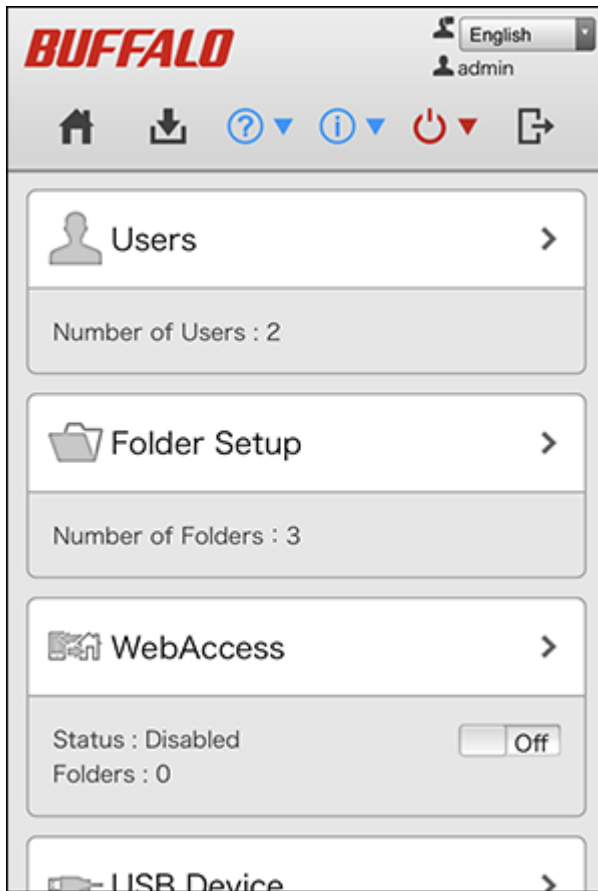 BUFFALO
English
admin
Users
Number of Users : 2
Folder Setup
Number of Folders : 3
WebAccess
Status : Disabled
Off
Folders : 0
USB Device